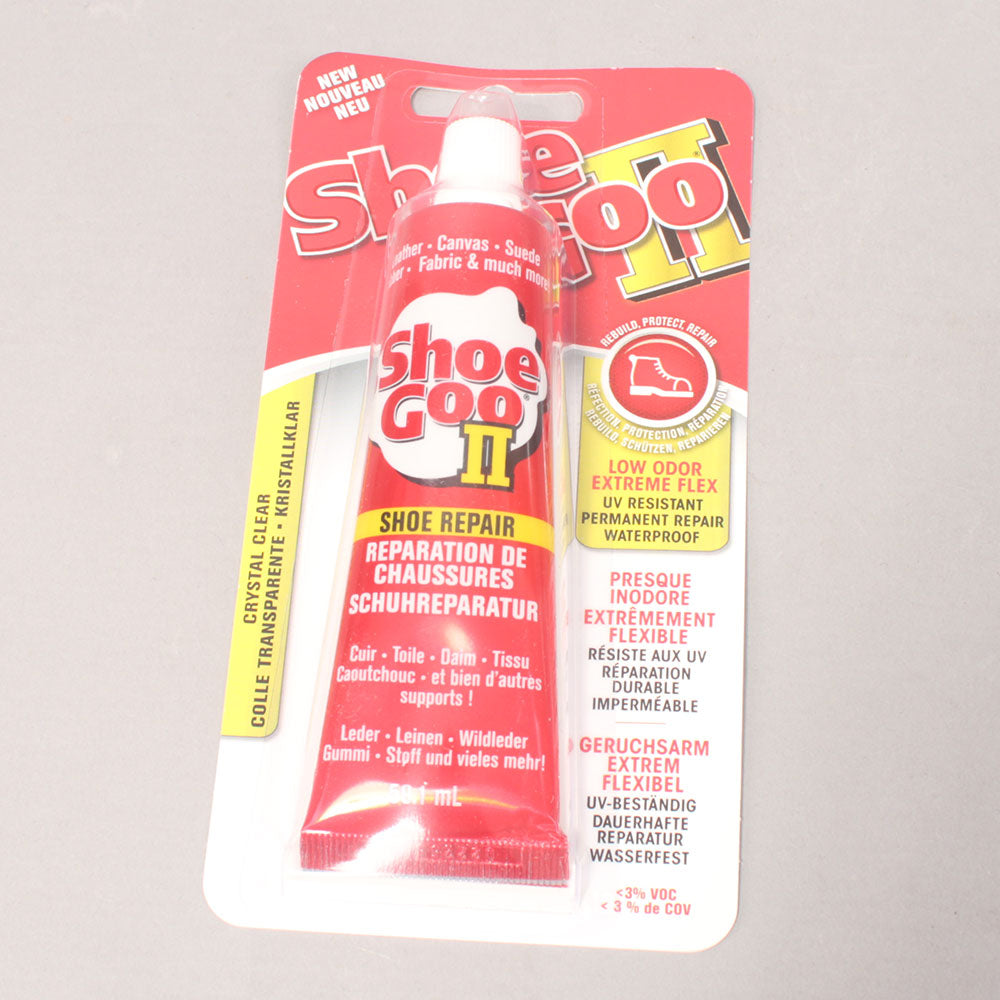 NEW
NOUVEAU
NEU
Shoe
Goo II
Leather • Canvas • Suede
• Fabric & much more!
Shoe
Goo®
II
SHOE REPAIR
REPARATION DE
CHAUSSURES
SCHUHREPARATUR
Cuir • Toile • Daim • Tissu
Caoutchouc • et bien d'autres
supports !
Leder • Leinen • Wildleder
Gummi • Stoff und vieles mehr!
59.1 mL
CRYSTAL CLEAR
COLLE TRANSPARENTE • KRISTALLKLAR
REBUILD, PROTECT, REPAIR
RÉFECTION, PROTECTION, RÉPARATION
REBUILD, SCHÜTZEN, REPARIEREN
LOW ODOR
EXTREME FLEX
UV RESISTANT
PERMANENT REPAIR
WATERPROOF
PRESQUE
INODORE
EXTRÊMEMENT
FLEXIBLE
RÉSISTE AUX UV
RÉPARATION
DURABLE
IMPERMÉABLE
GERUCHSARM
EXTREM
FLEXIBEL
UV-BESTÄNDIG
DAUERHAFTE
REPARATUR
WASSERFEST
<3% VOC
< 3 % de COV